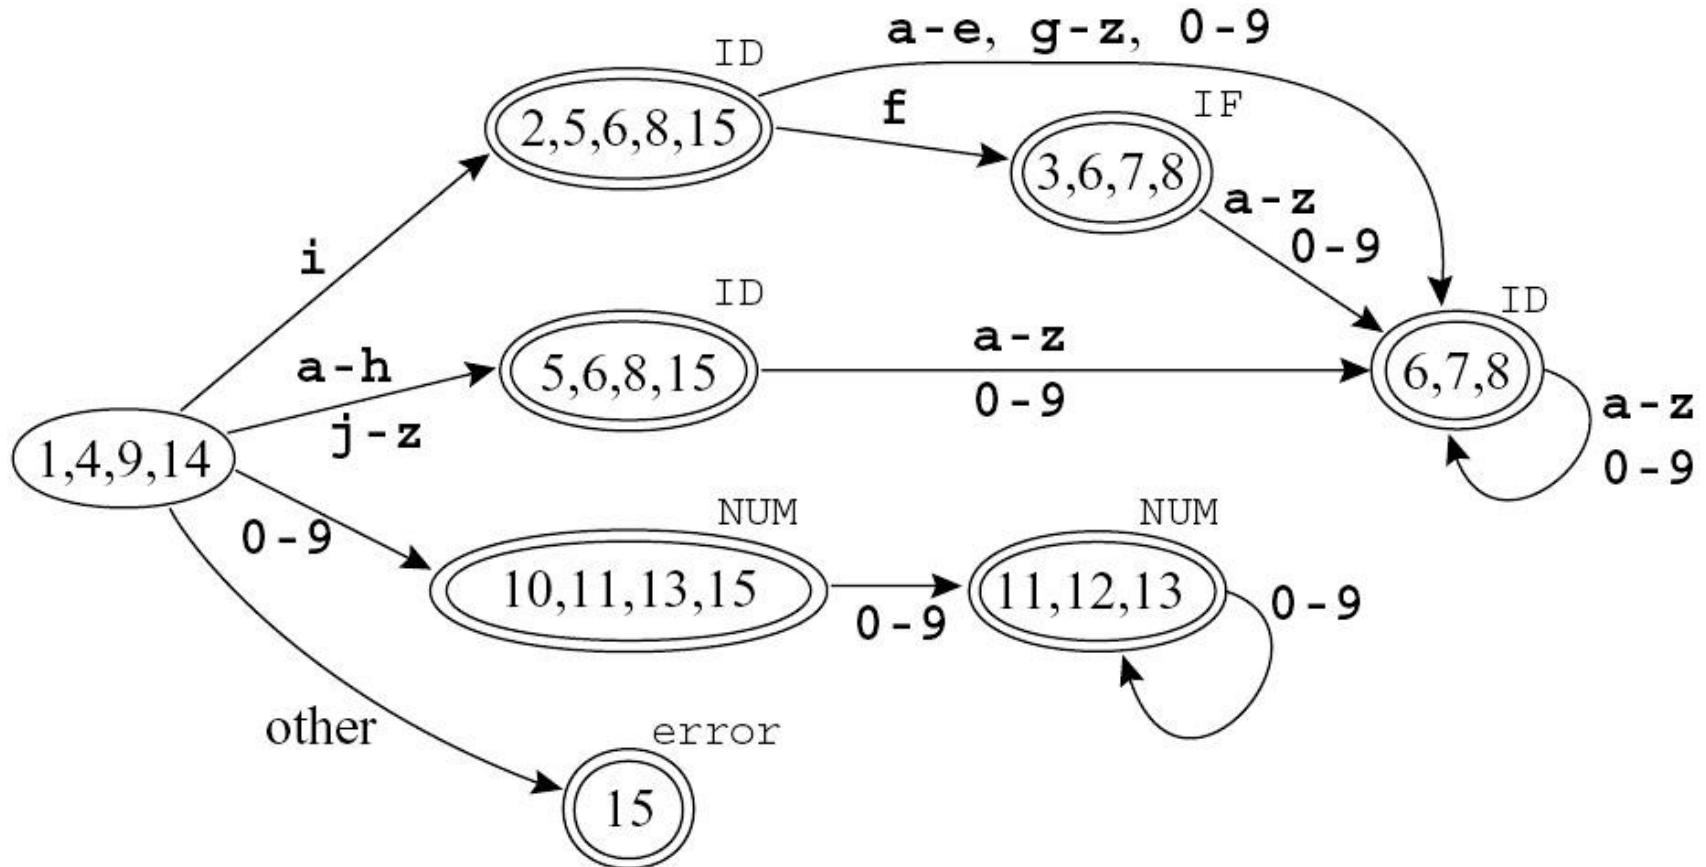 a-e, g-z, 0-9
ID
2,5,6,8,15
f
IF
3,6,7,8
a-z
0-9
i
ID
5,6,8,15
a-z
0-9
ID
6,7,8
a-z
0-9
a-h
j-z
1,4,9,14
0-9
NUM
10,11,13,15
0-9
NUM
11,12,13
0-9
other
error
15